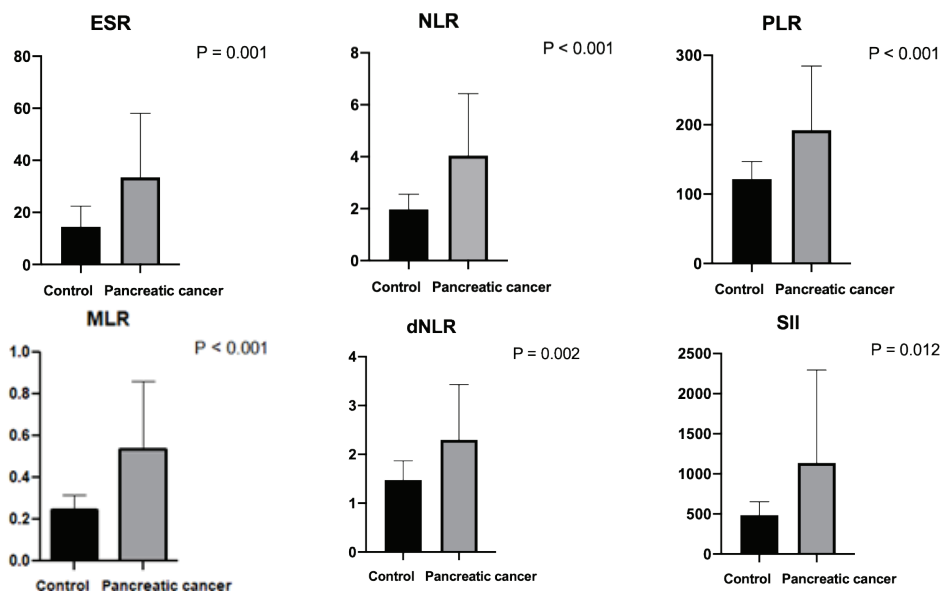 ESR
P = 0.001
80
60
40
20
0
Control Pancreatic cancer
NLR
P < 0.001
8
6
4
2
0
Control Pancreatic cancer
PLR
P < 0.001
300
200
100
0
Control Pancreatic cancer
MLR
P < 0.001
1.0
0.8
0.6
0.4
0.2
0.0
Control Pancreatic cancer
dNLR
P = 0.002
4
3
2
1
0
Control Pancreatic cancer
SII
P = 0.012
2500
2000
1500
1000
500
0
Control Pancreatic cancer